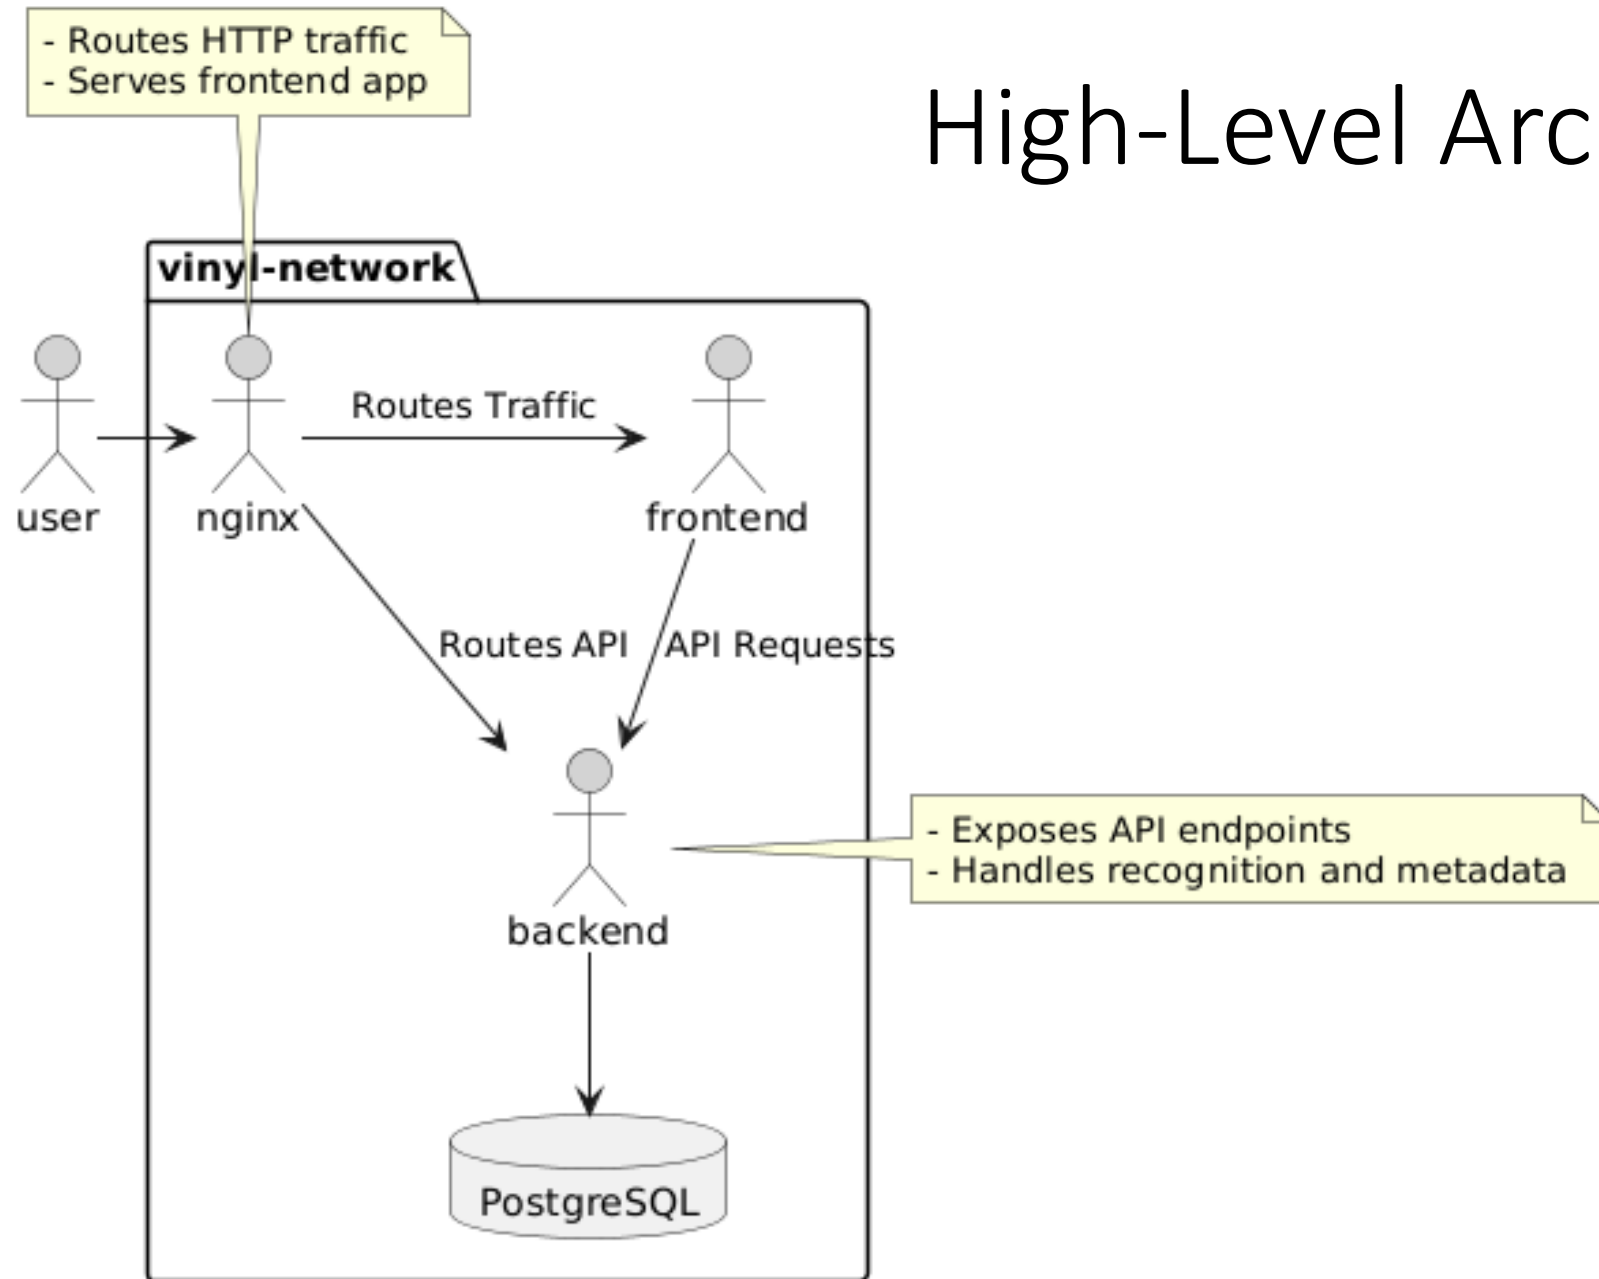 - Routes HTTP traffic
- Serves frontend app
High-Level Arc
vinyl-network
Routes Traffic
user
nginx
frontend
Routes API
API Requests
- Exposes API endpoints
- Handles recognition and metadata
backend
PostgreSQL